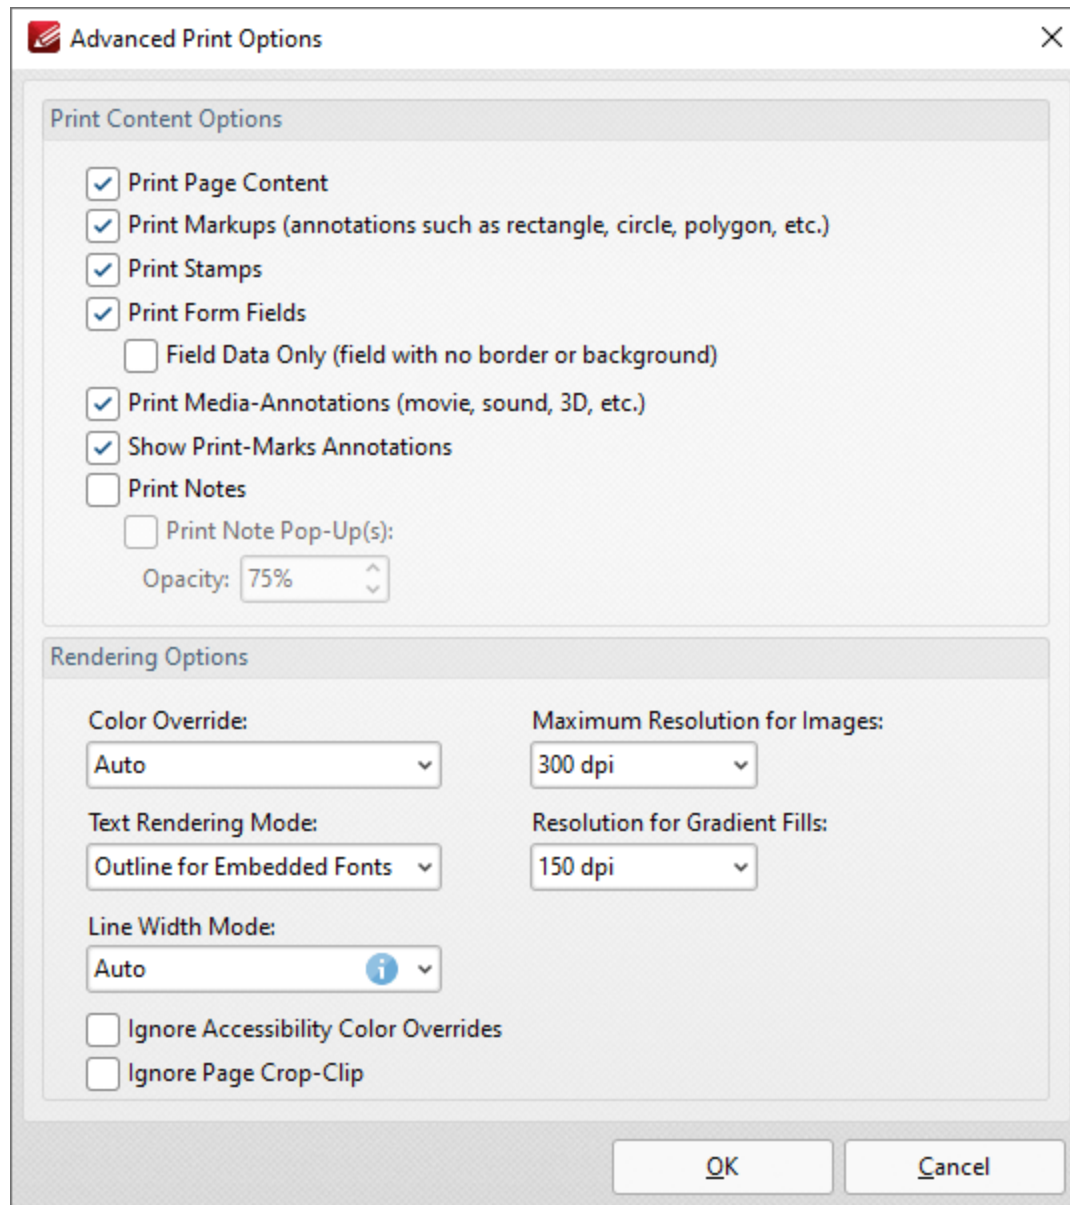 Advanced Print Options
Print Content Options
Print Page Content
Print Markups (annotations such as rectangle, circle, polygon, etc.)
Print Stamps
Print Form Fields
Field Data Only (field with no border or background)
Print Media-Annotations (movie, sound, 3D, etc.)
Show Print-Marks Annotations
Print Notes
Print Note Pop-Up(s):
Opacity: 75%
Rendering Options
Color Override: Maximum Resolution for Images:
Auto 300 dpi
Text Rendering Mode: Resolution for Gradient Fills:
Outline for Embedded Fonts 150 dpi
Line Width Mode:
Auto
Ignore Accessibility Color Overrides
Ignore Page Crop-Clip
OK Cancel